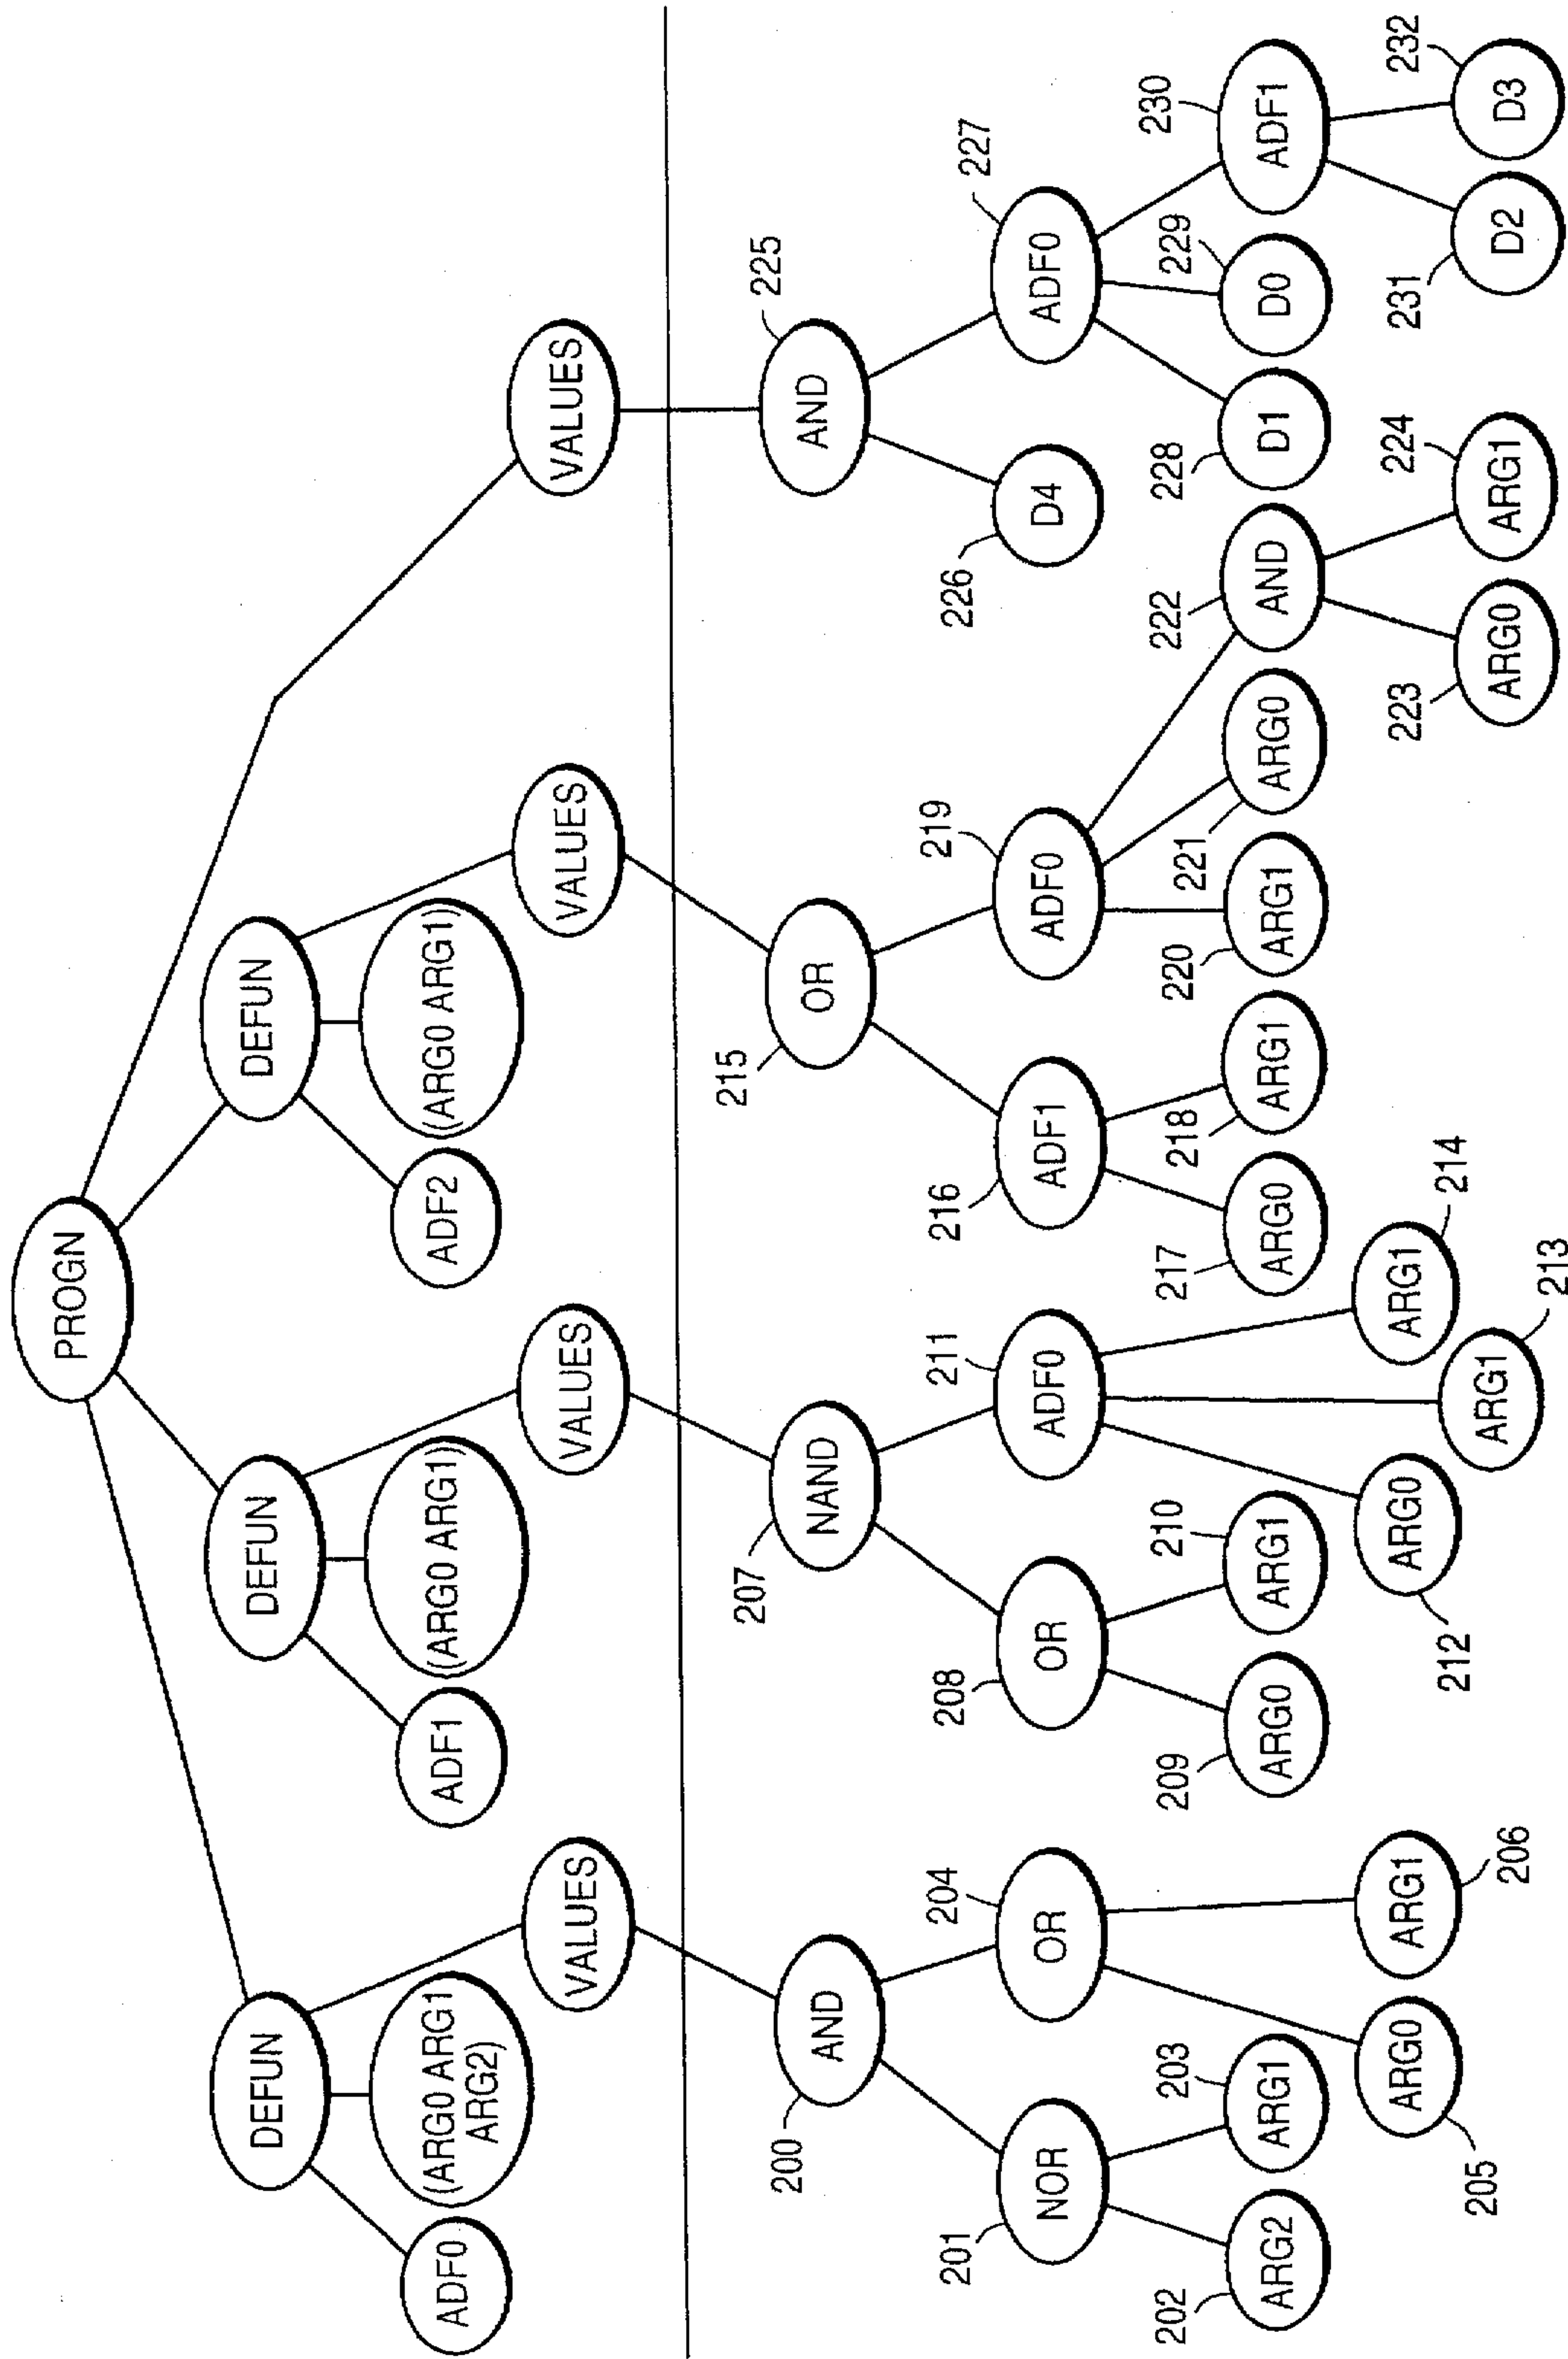 PROGN
DEFUN
DEFUN
DEFUN
ADF0
(ARG0 ARG1
ARG2)
ADF1
(ARG0 ARG1)
ADF2
(ARG0 ARG1)
VALUES
VALUES
VALUES
VALUES
200
AND
207
NAND
215
OR
AND
225
201
NOR
204
OR
208
OR
211
ADF0
216
ADF1
219
ADF0
226
D4
ADF0
227
202
ARG2
203
ARG1
209
ARG0
210
ARG1
217
ARG0
218
ARG1
220
ARG1
221
ARG0
222
AND
228
D1
229
D0
230
ADF1
205
ARG0
206
ARG1
212
ARG0
213
ARG1
214
ARG1
223
ARG0
224
ARG1
231
D2
232
D3